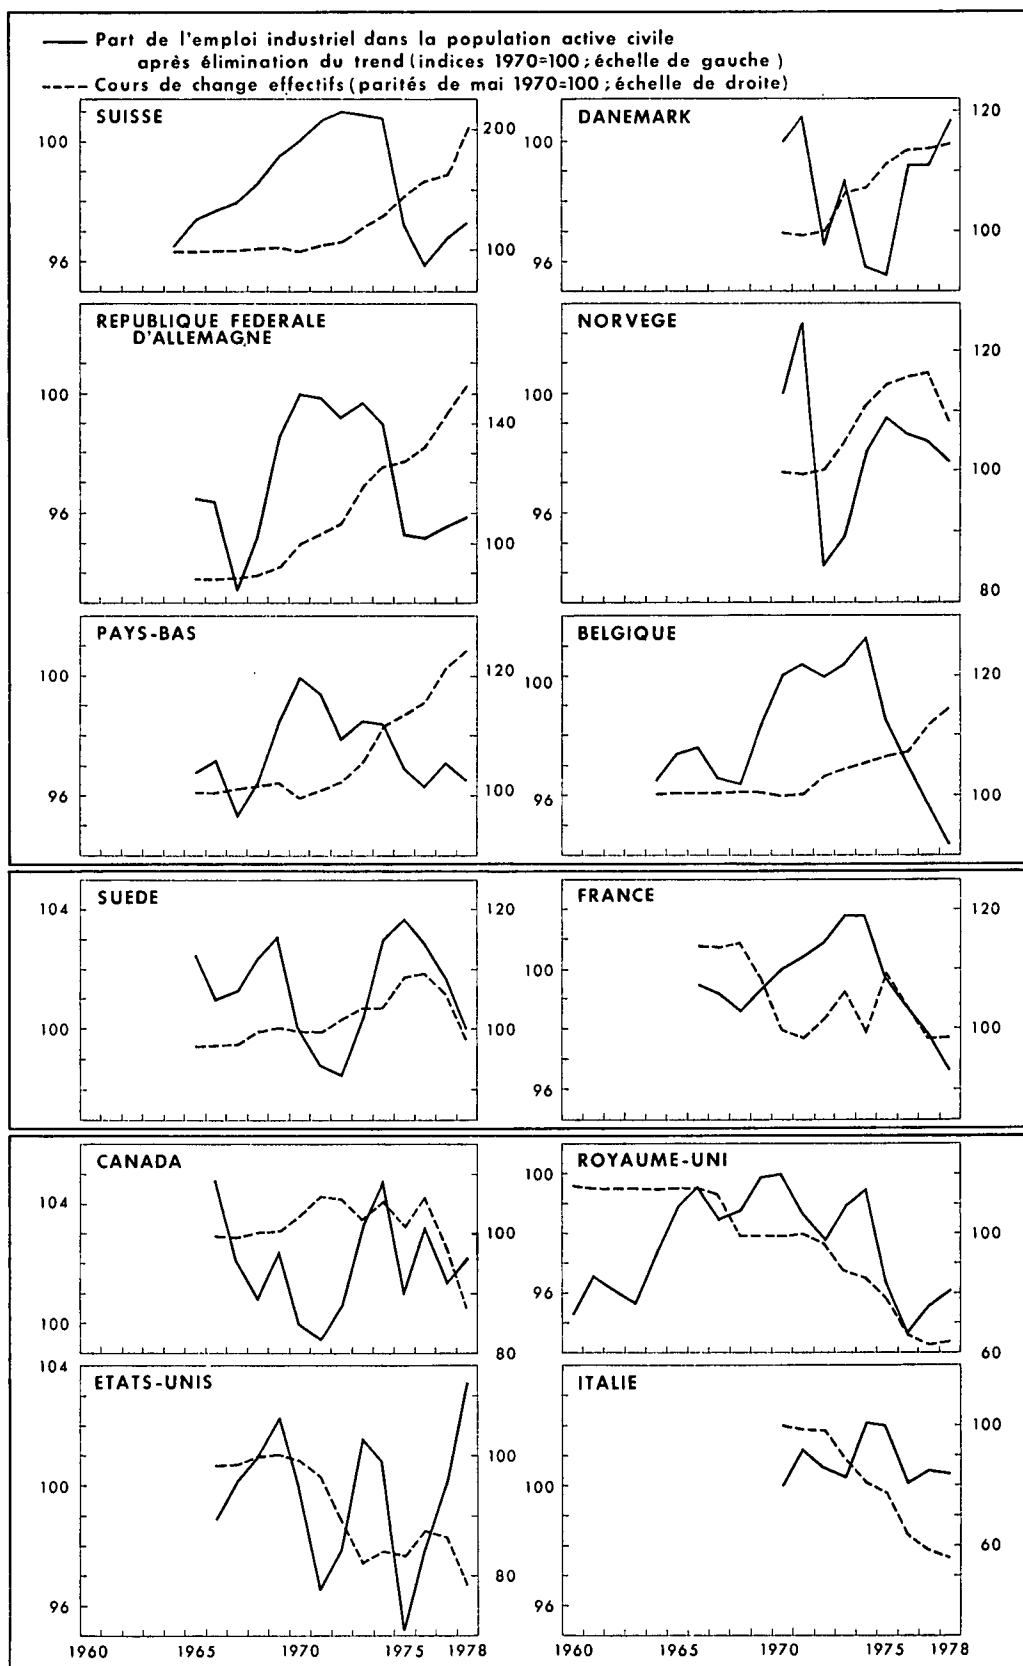 Part de l'emploi industriel dans la population active civile
après élimination du trend (indices 1970=100 ; échelle de gauche)
Cours de change effectifs (parités de mai 1970=100 ; échelle de droite)
SUISSE
100
96
200
100
DANEMARK
100
96
120
100
REPUBLIQUE FEDERALE
D'ALLEMAGNE
100
96
140
100
NORVEGE
100
96
120
100
80
PAYS-BAS
100
96
120
100
BELGIQUE
100
96
120
100
SUEDE
104
100
120
100
FRANCE
100
96
120
100
CANADA
104
100
100
80
ROYAUME-UNI
100
96
100
60
ETATS-UNIS
104
100
96
100
80
ITALIE
100
96
100
60
1960 1965 1970 1975 1978
1960 1965 1970 1975 1978